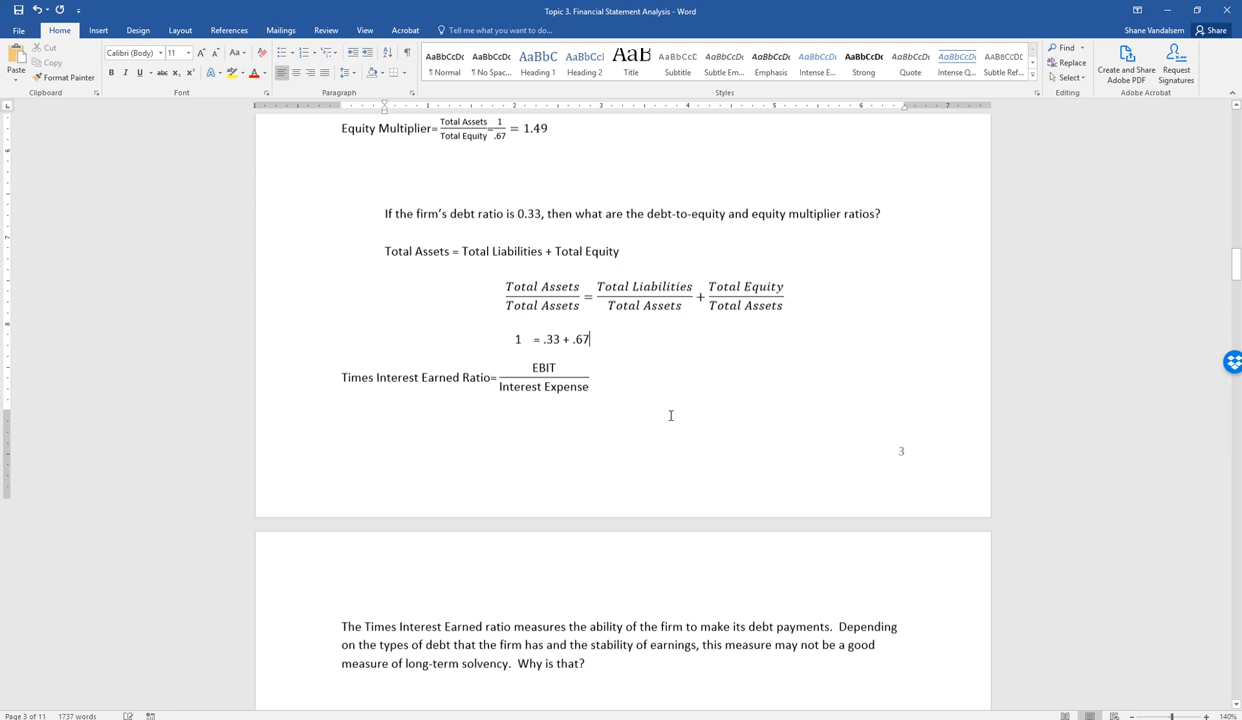 Topic 3. Financial Statement Analysis - Word
File Home Insert Design Layout References Mailings Review View Acrobat Tell me what you want to do... Shane Vandalsem Share
Paste Cut Copy Format Painter Clipboard
Calibri (Body) 11 Font
Paragraph
AaBbCcDc ¶ Normal
AaBbCcDc ¶ No Spac...
AaBbC Heading 1
AaBbCcl Heading 2
AaB Title
AaBbCcD Subtitle
AaBbCcDc Subtle Em...
AaBbCcDc Emphasis
AaBbCcDc Intense E...
AaBbCcDc Strong
AaBbCcDc Quote
AaBbCcDc Intense Q...
AaBbCcDc Subtle Ref...
Styles
Find Replace Select Editing
Create and Share Adobe PDF Request Signatures Adobe Acrobat
1 1 2 3 4 5 6 7
Equity Multiplier= Total Assets / Total Equity = 1 / .67 = 1.49
If the firm's debt ratio is 0.33, then what are the debt-to-equity and equity multiplier ratios?
Total Assets = Total Liabilities + Total Equity
Total Assets / Total Assets = Total Liabilities / Total Assets + Total Equity / Total Assets
1 = .33 + .67
Times Interest Earned Ratio= EBIT / Interest Expense
3
The Times Interest Earned ratio measures the ability of the firm to make its debt payments. Depending
on the types of debt that the firm has and the stability of earnings, this measure may not be a good
measure of long-term solvency. Why is that?
Page 3 of 11 1737 words 140%